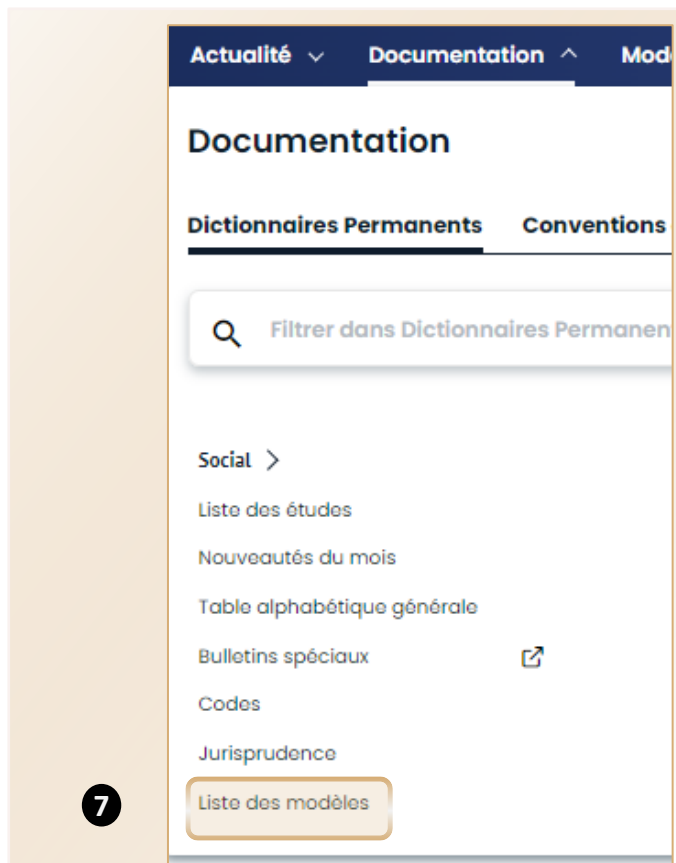 Actualité Documentation Mod
Documentation
Dictionnaires Permanents Conventions
Filtrer dans Dictionnaires Permanen
Social
Liste des études
Nouveautés du mois
Table alphabétique générale
Bulletins spéciaux
Codes
Jurisprudence
7 Liste des modèles